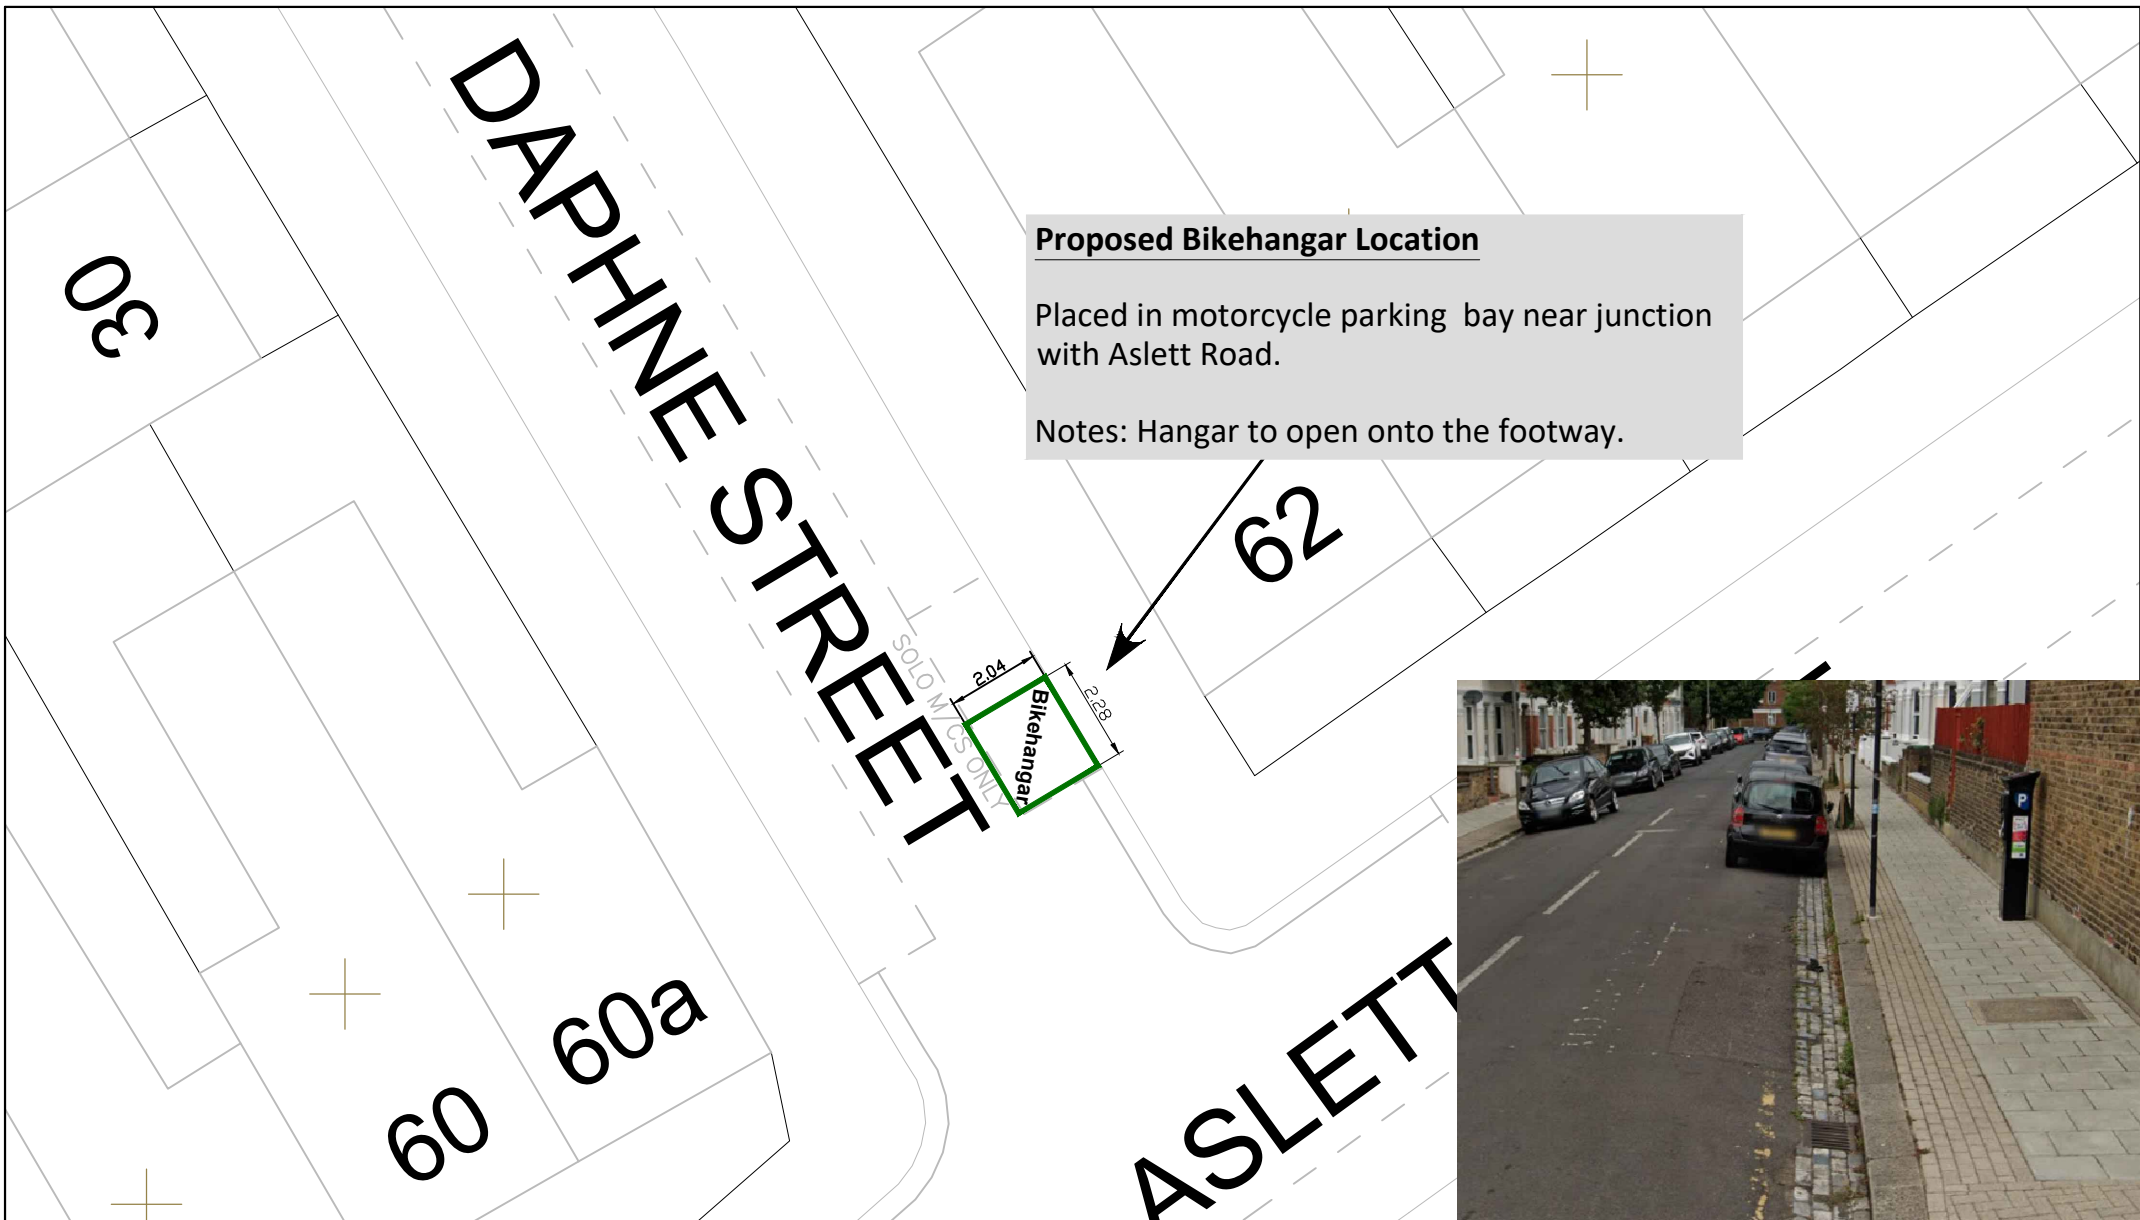 DAPHNE STREET
30
Proposed Bikehangar Location
Placed in motorcycle parking bay near junction
with Aslett Road.
Notes: Hangar to open onto the footway.
62
SOLO M/CS ONLY
2.04
2.28
Bikehangar
60a
60
ASLETT
P